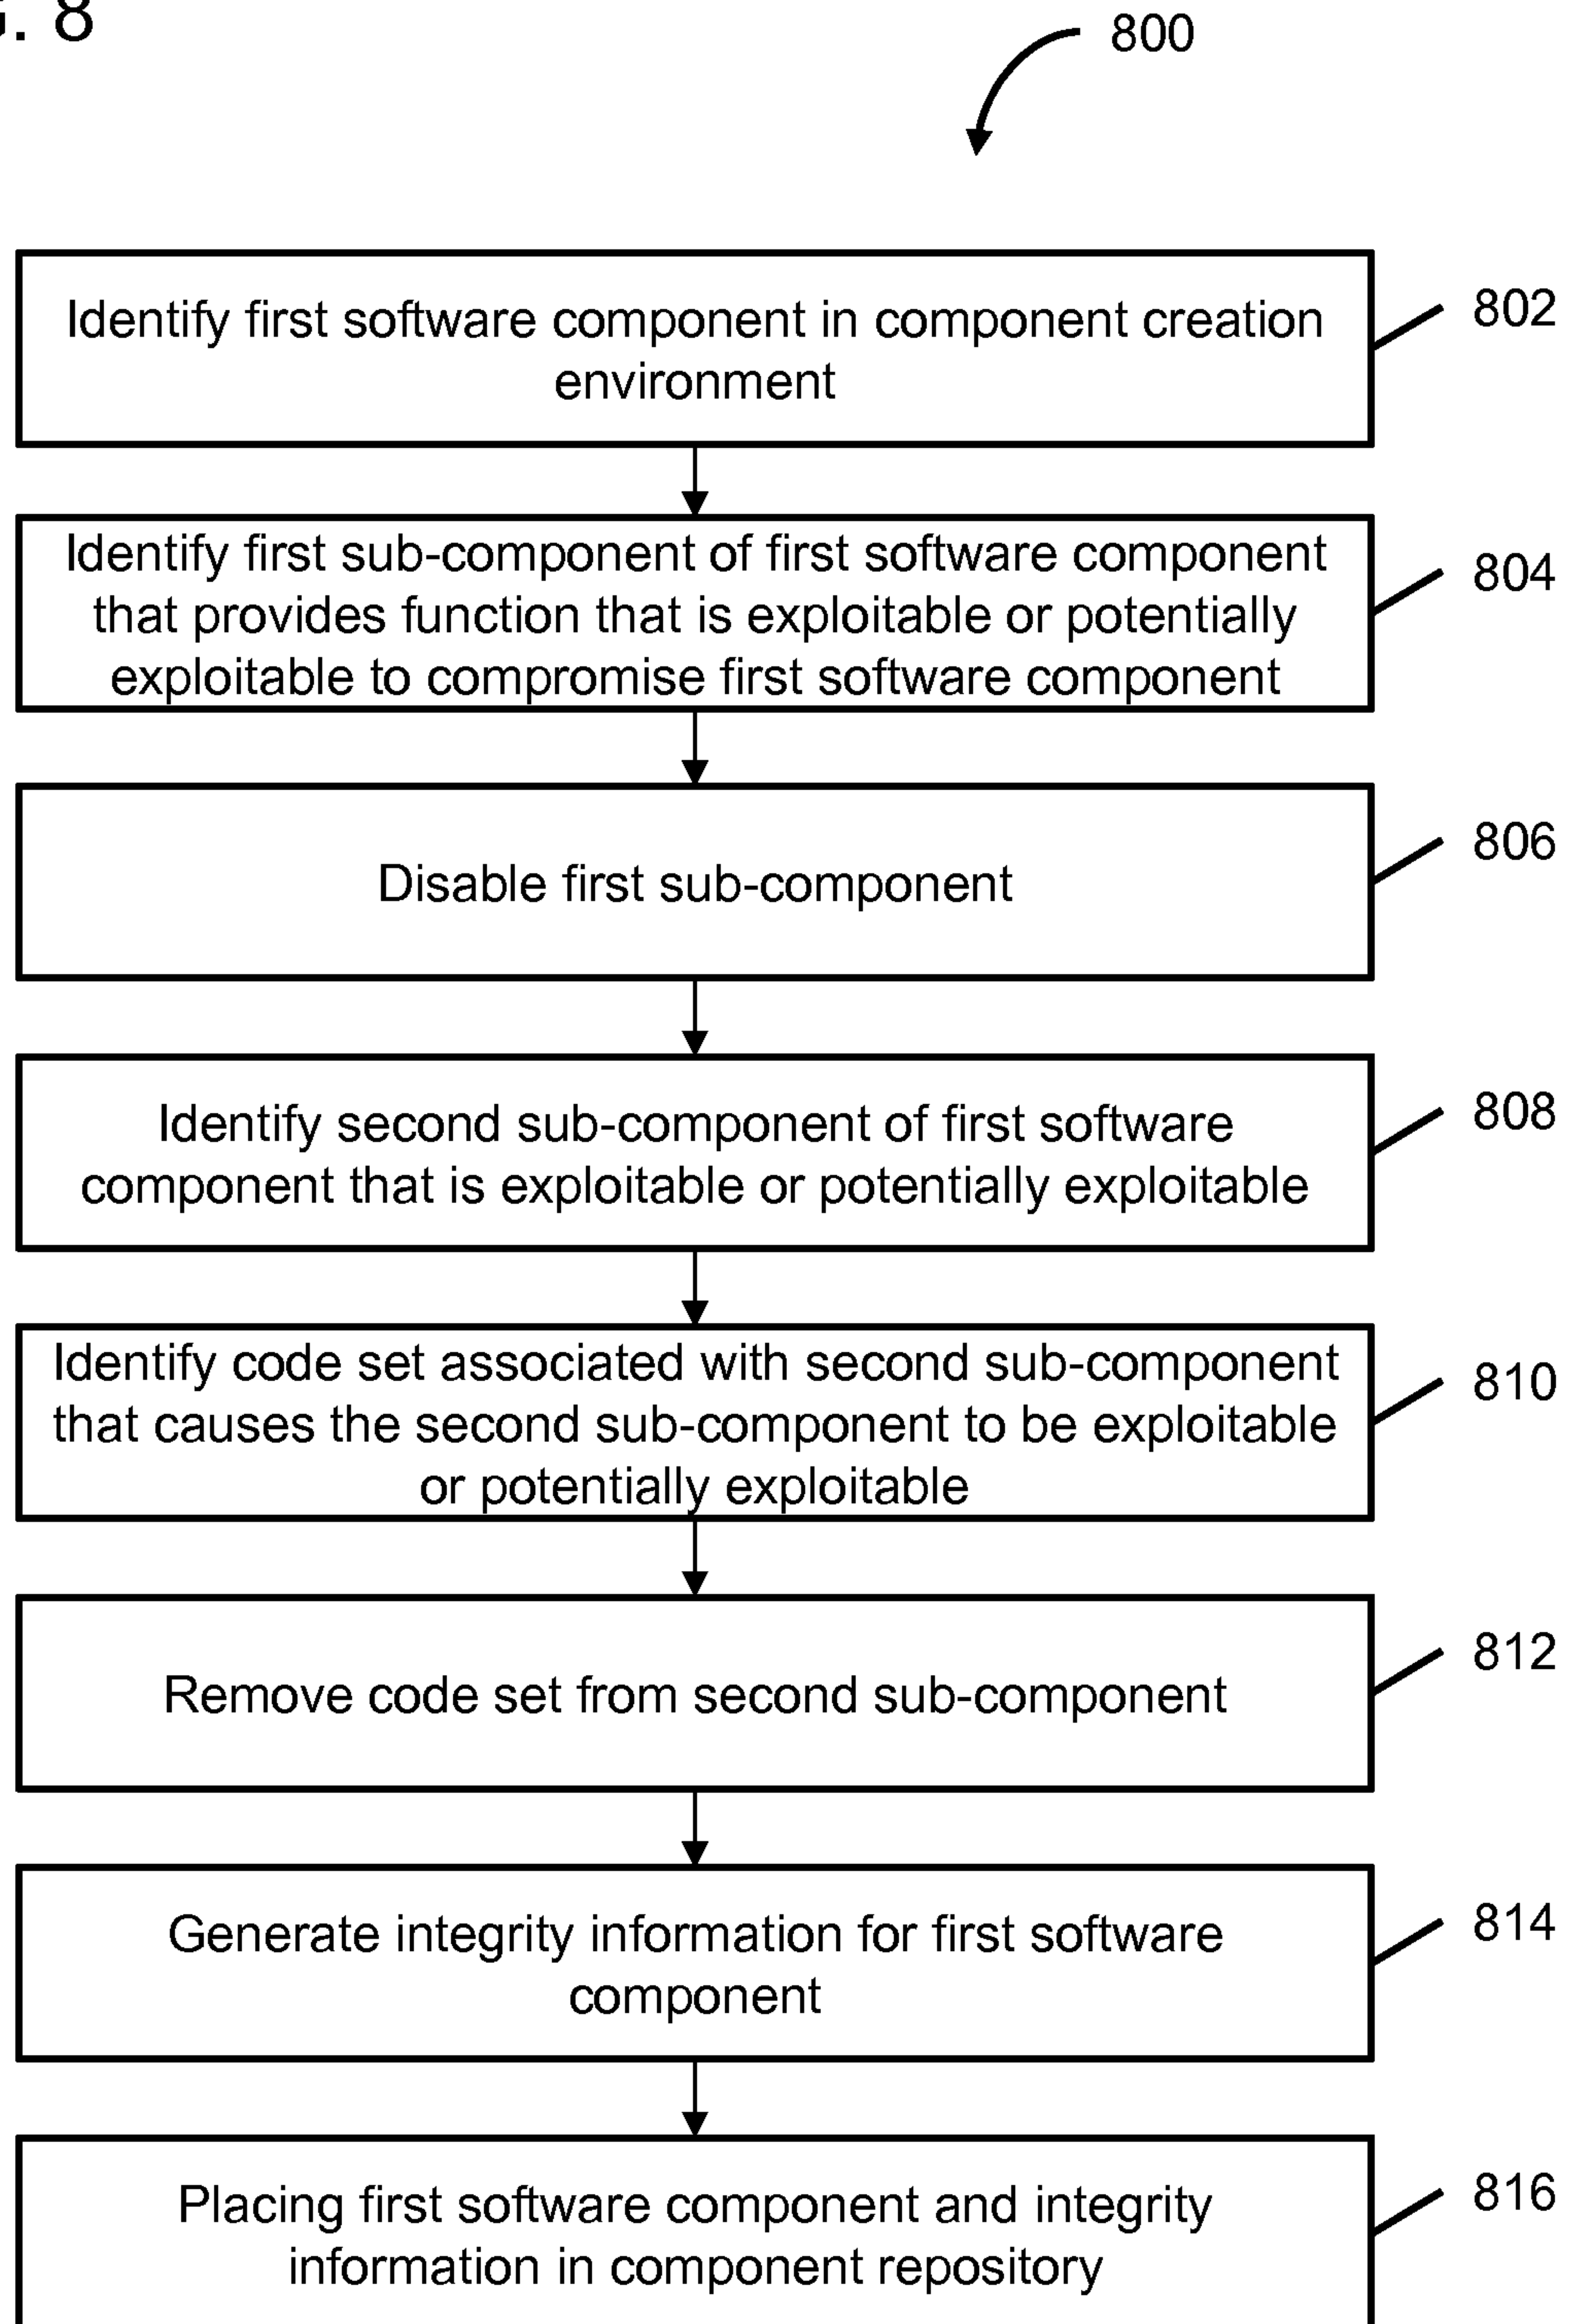 . 8
800
Identify first software component in component creation
environment
802
Identify first sub-component of first software component
that provides function that is exploitable or potentially
exploitable to compromise first software component
804
Disable first sub-component
806
Identify second sub-component of first software
component that is exploitable or potentially exploitable
808
Identify code set associated with second sub-component
that causes the second sub-component to be exploitable
or potentially exploitable
810
Remove code set from second sub-component
812
Generate integrity information for first software
component
814
Placing first software component and integrity
information in component repository
816